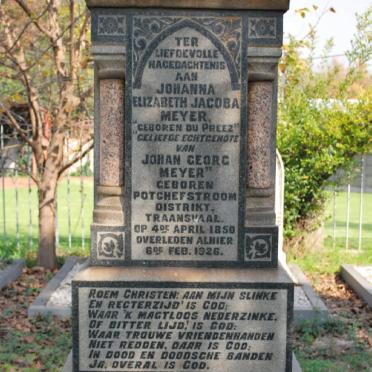 TER
LIEFDEVOLLE
NAGEDACHTENIS
AAN
JOHANNA
ELIZABETH JACOBA
MEYER,
"GEBOREN DU PREEZ"
GELIEFDE ECHTGENOTE
VAN
JOHAN GEORG
MEYER"
GEBOREN
POTCHEFSTROOM
DISTRIKT,
TRAANSVAAL.
OP 4DE APRIL 1850
OVERLEDEN ALHIER
6DE FEB. 1926.
ROEM CHRISTEN: AAN MIJN SLINKE
EN RECTERZIJD' IS GOD;
WAAR 'K MAGTLOOS NEDERZINKE,
OF BITTER LIJD', IS GOD:
WAAR TROUWE VRIENDENHANDEN
NIET REDDEN, DAAR IS GOD:
IN DOOD EN DOODSCHE BANDEN
JA, OVERAL IS GOD.